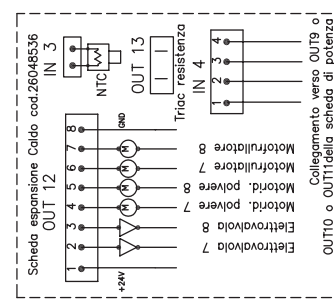 Scheda espansione Caldo cod.26048536
IN 3
NTC
OUT 13
Triac resistenza
IN 4
4
3
2
1
Collegamento verso OUT9 o
OUT10 o OUT11della scheda di potenza
OUT 12
8
7
6
5
4
3
2
1
GND
M
M
M
M
+24V
Motofrullatore 8
Motofrullatore 7
Motorid. polvere 8
Motorid. polvere 7
Elettrovalvola 8
Elettrovalvola 7